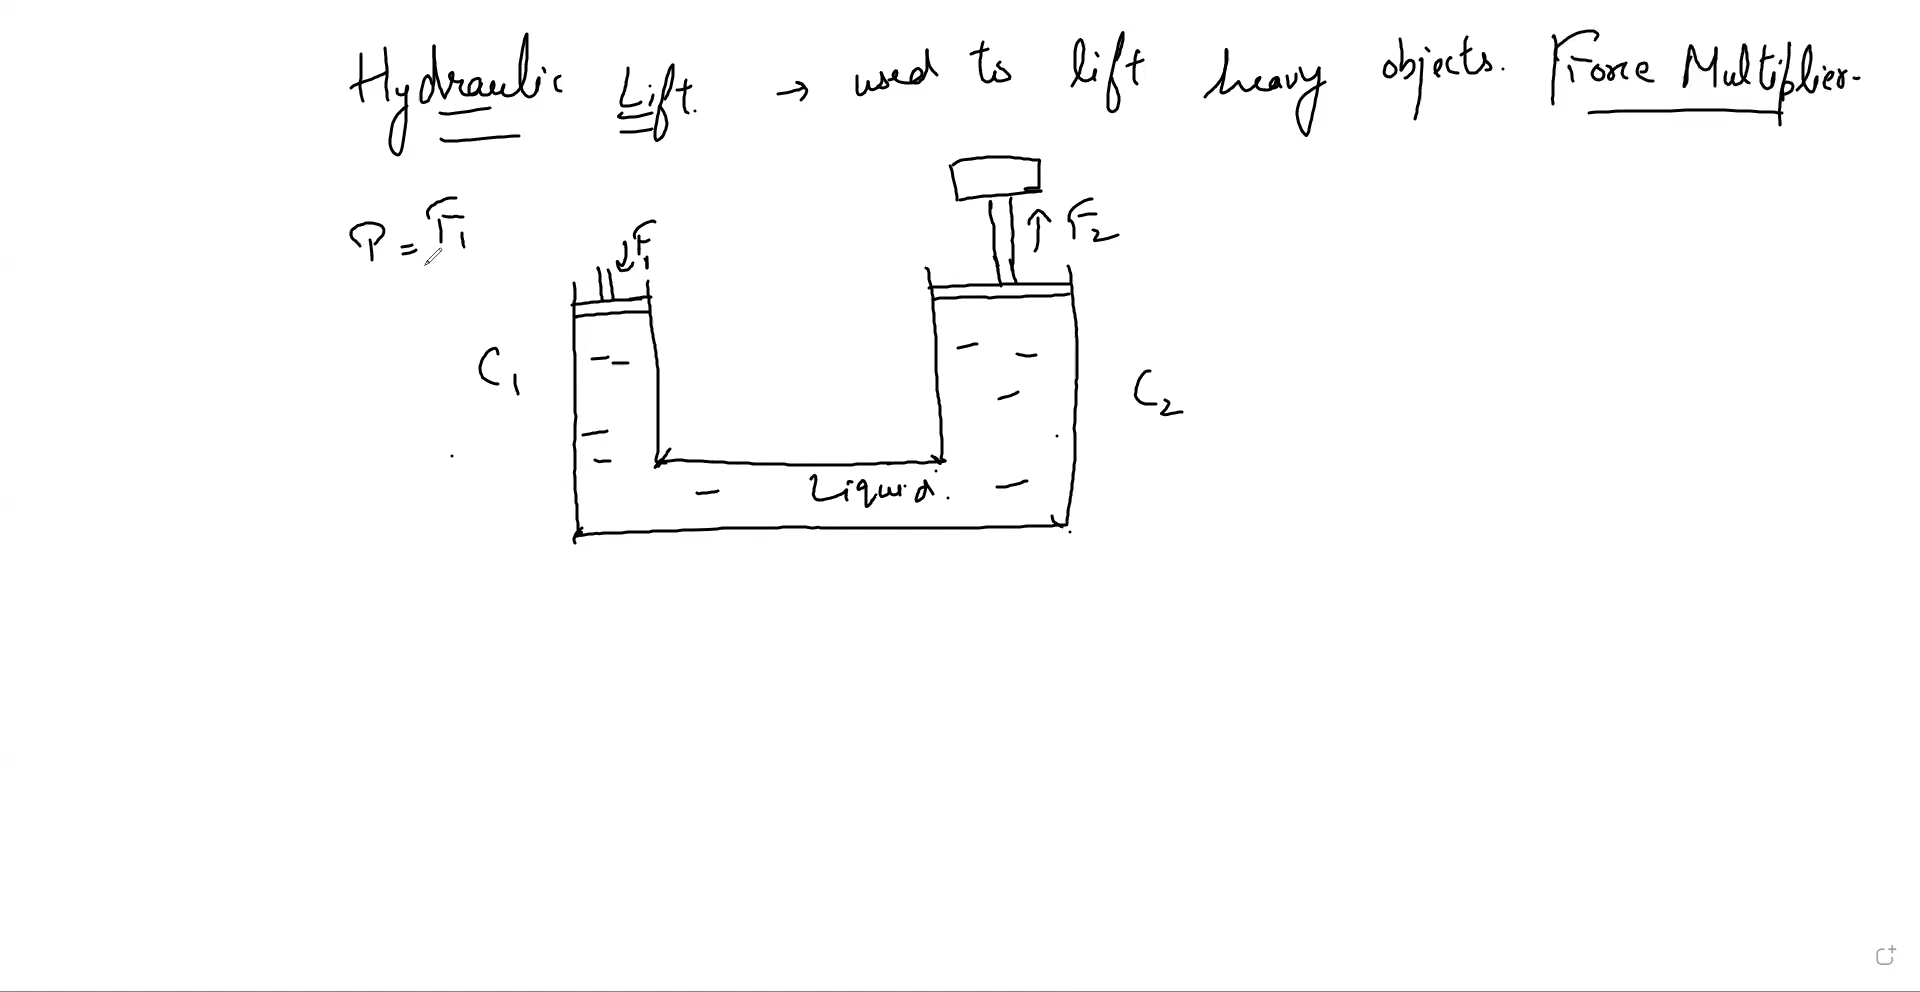 Hydraulic Lift. → used to lift heavy objects. Force Multiplier.
P = F₁
↓F₁
↑ F₂
C₁
C₂
Liquid.